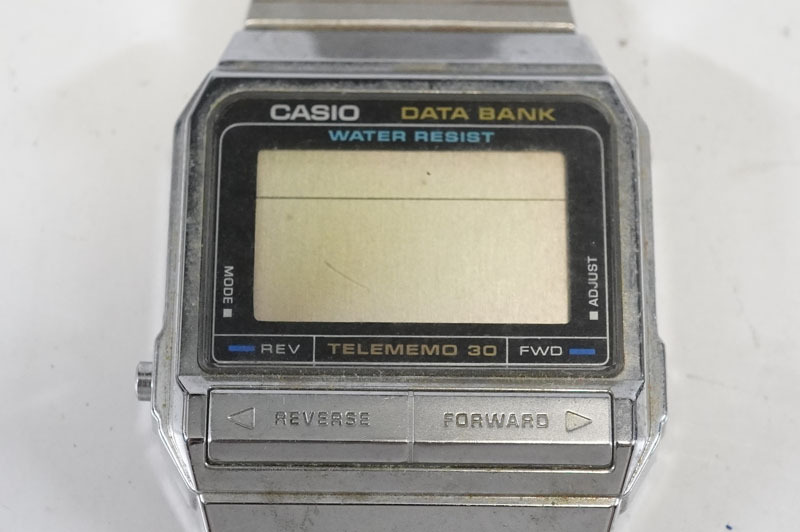 CASIO DATA BANK
WATER RESIST
MODE
ADJUST
REV TELEMEMO 30 FWD
REVERSE FORWARD